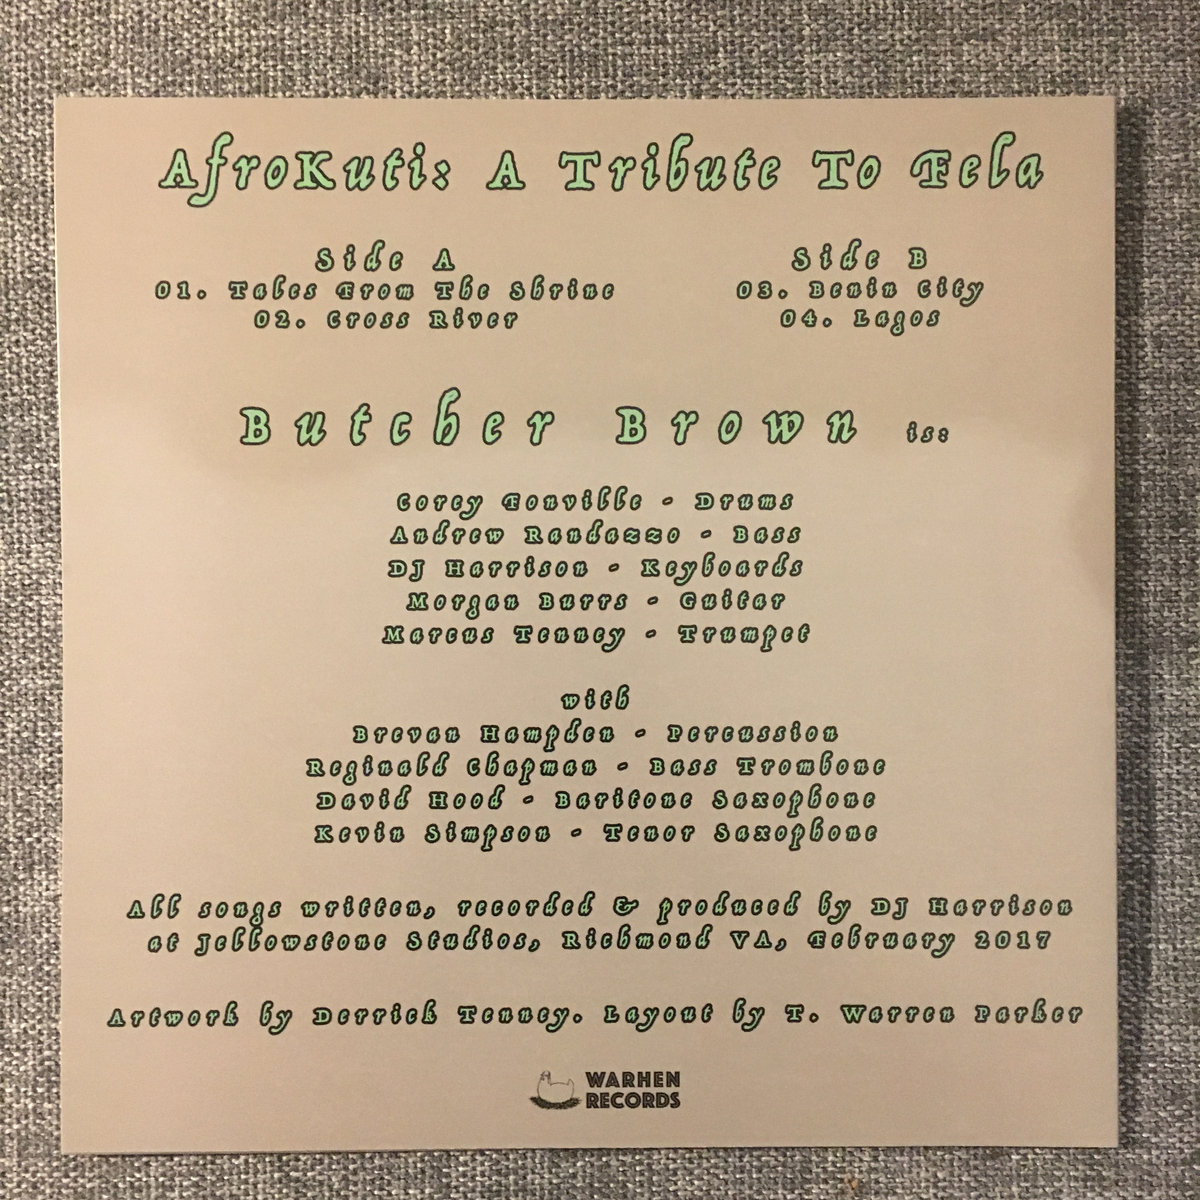 AfroKuti: A Tribute To Fela
Side A
01. Tales From The Shrine
02. Cross River
Side B
03. Benin City
04. Lagos
Butcher Brown is:
Corey Fonville - Drums
Andrew Randazzo - Bass
DJ Harrison - Keyboards
Morgan Burrs - Guitar
Marcus Tenney - Trumpet
with
Brevan Hampden - Percussion
Reginald Chapman - Bass Trombone
David Hood - Baritone Saxophone
Kevin Simpson - Tenor Saxophone
All songs written, recorded & produced by DJ Harrison
at Jellowstone Studios, Richmond VA, February 2017
Artwork by Derrick Tenney. Layout by T. Warren Parker
WARHEN
RECORDS